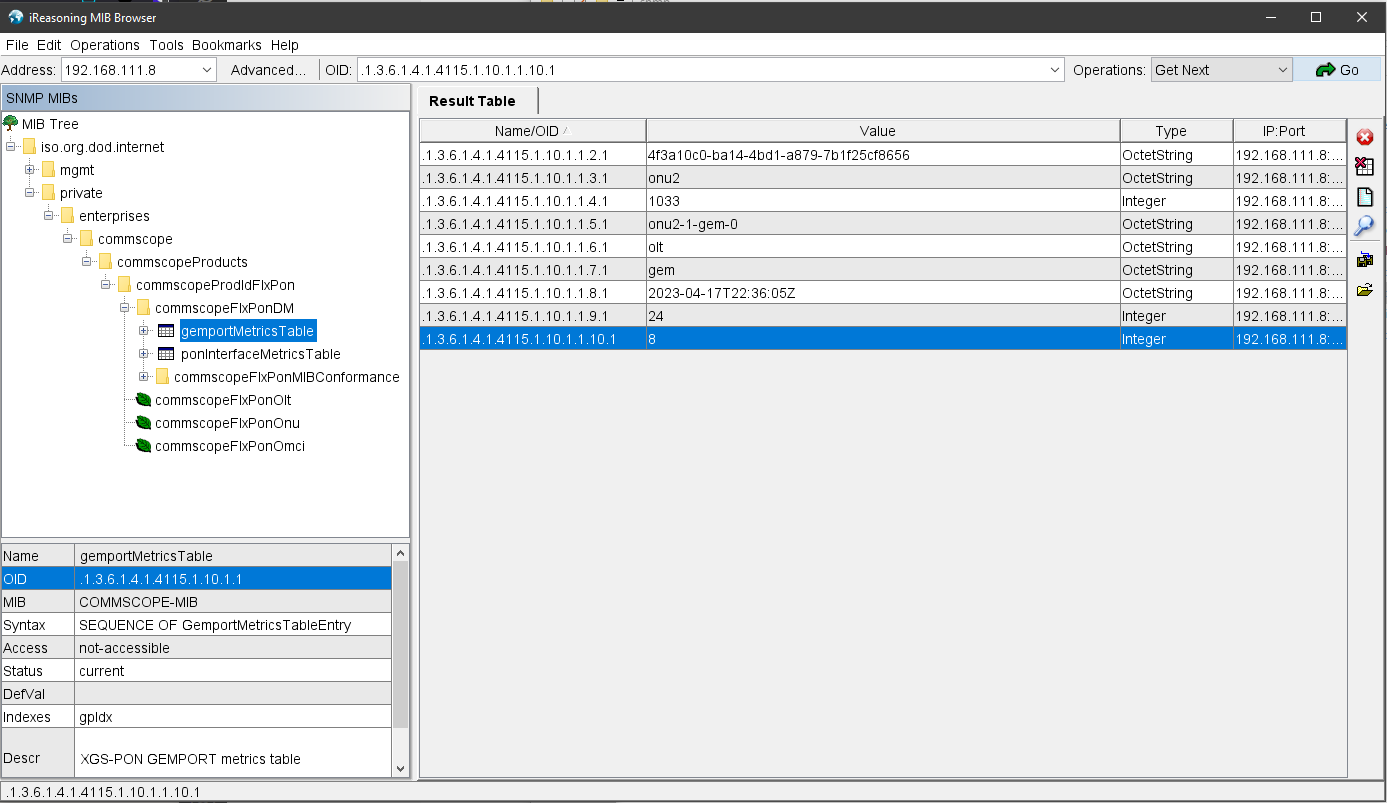 iReasoning MIB Browser
File Edit Operations Tools Bookmarks Help
Address: 192.168.111.8 Advanced... OID: .1.3.6.1.4.1.4115.1.10.1.1.10.1 Operations: Get Next Go
SNMP MIBs
MIB Tree
iso.org.dod.internet
mgmt
private
enterprises
commscope
commscopeProducts
commscopeProdIdFlxPon
commscopeFlxPonDM
gemportMetricsTable
ponInterfaceMetricsTable
commscopeFlxPonMIBConformance
commscopeFlxPonOlt
commscopeFlxPonOnu
commscopeFlxPonOmci
Name gemportMetricsTable
OID .1.3.6.1.4.1.4115.1.10.1.1
MIB COMMSCOPE-MIB
Syntax SEQUENCE OF GemportMetricsTableEntry
Access not-accessible
Status current
DefVal
Indexes gpIdx
Descr XGS-PON GEMPORT metrics table
Result Table
Name/OID Value Type IP:Port
.1.3.6.1.4.1.4115.1.10.1.1.2.1 4f3a10c0-ba14-4bd1-a879-7b1f25cf8656 OctetString 192.168.111.8:...
.1.3.6.1.4.1.4115.1.10.1.1.3.1 onu2 OctetString 192.168.111.8:...
.1.3.6.1.4.1.4115.1.10.1.1.4.1 1033 Integer 192.168.111.8:...
.1.3.6.1.4.1.4115.1.10.1.1.5.1 onu2-1-gem-0 OctetString 192.168.111.8:...
.1.3.6.1.4.1.4115.1.10.1.1.6.1 olt OctetString 192.168.111.8:...
.1.3.6.1.4.1.4115.1.10.1.1.7.1 gem OctetString 192.168.111.8:...
.1.3.6.1.4.1.4115.1.10.1.1.8.1 2023-04-17T22:36:05Z OctetString 192.168.111.8:...
.1.3.6.1.4.1.4115.1.10.1.1.9.1 24 Integer 192.168.111.8:...
.1.3.6.1.4.1.4115.1.10.1.1.10.1 8 Integer 192.168.111.8:...
.1.3.6.1.4.1.4115.1.10.1.1.10.1